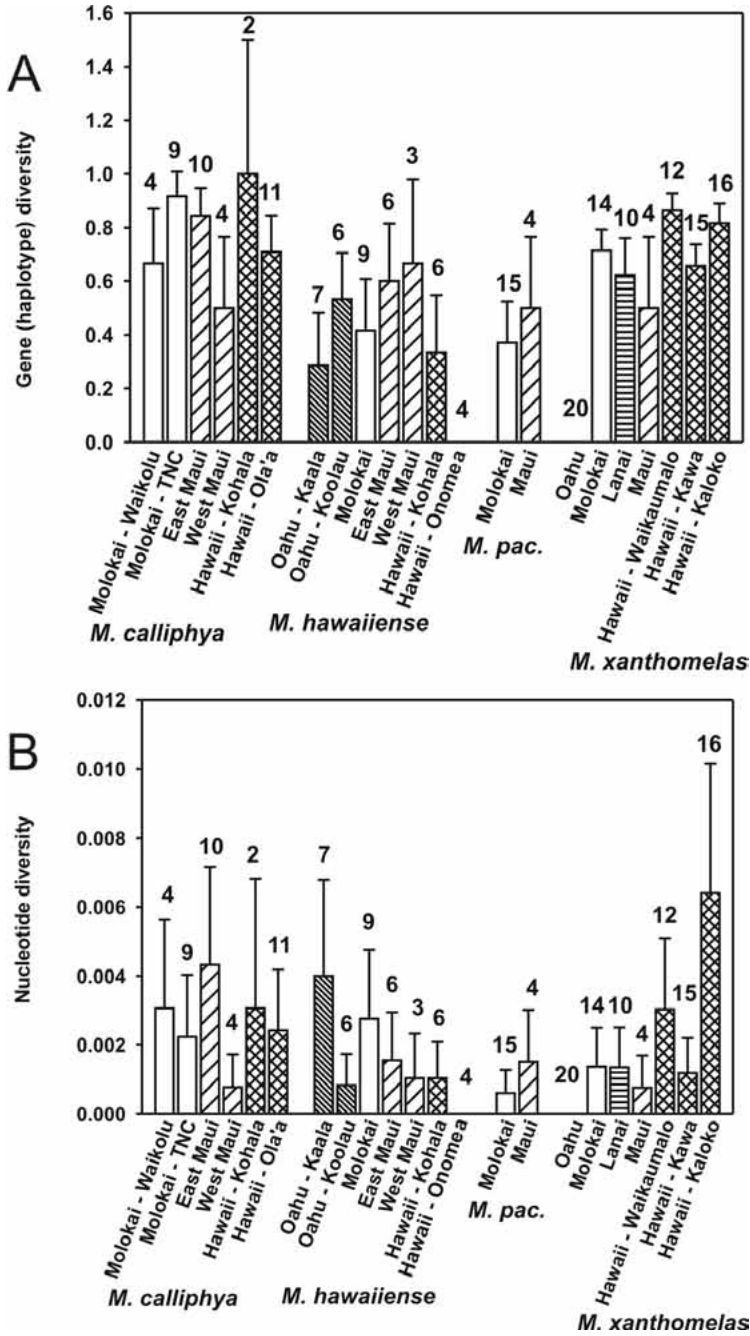 A
Gene (haplotype) diversity
1.6
1.4
1.2
1.0
0.8
0.6
0.4
0.2
0.0
4
9
10
4
2
11
7
6
9
6
3
6
4
15
4
20
14
10
4
12
15
16
Molokai - Waikolu
Molokai - TNC
East Maui
West Maui
Hawaii - Kohala
Hawaii - Ola'a
Oahu - Kaala
Oahu - Koolau
Molokai
East Maui
West Maui
Hawaii - Kohala
Hawaii - Onomea
Molokai
Maui
Oahu
Molokai
Lanai
Maui
Hawaii - Waikaumalo
Hawaii - Kawa
Hawaii - Kaloko
M. calliphya
M. hawaiiense
M. pac.
M. xanthomelas
B
Nucleotide diversity
0.012
0.010
0.008
0.006
0.004
0.002
0.000
4
9
10
4
2
11
7
6
9
6
3
6
4
15
4
20
14
10
4
12
15
16
Molokai - Waikolu
Molokai - TNC
East Maui
West Maui
Hawaii - Kohala
Hawaii - Ola'a
Oahu - Kaala
Oahu - Koolau
Molokai
East Maui
West Maui
Hawaii - Kohala
Hawaii - Onomea
Molokai
Maui
Oahu
Molokai
Lanai
Maui
Hawaii - Waikaumalo
Hawaii - Kawa
Hawaii - Kaloko
M. calliphya
M. hawaiiense
M. pac.
M. xanthomelas